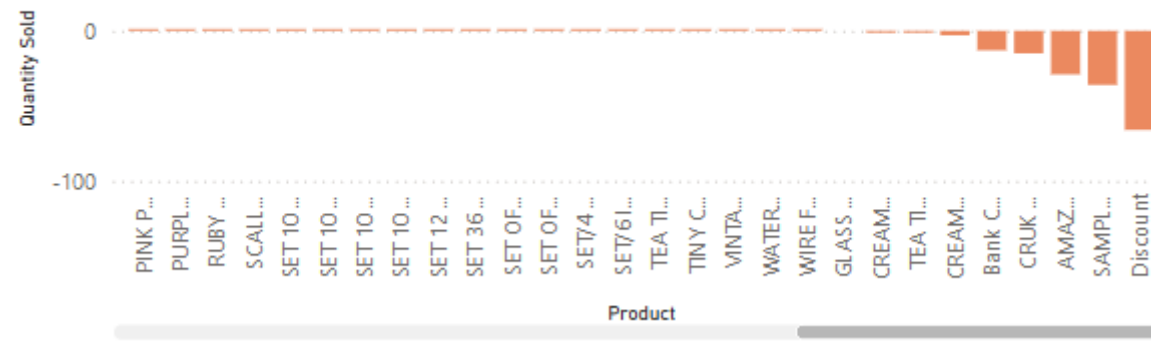 Quantity Sold
0
-100
PINK P...
PURPL...
RUBY ...
SCALL...
SET 10...
SET 10...
SET 10...
SET 10...
SET 12 ...
SET 36 ...
SET OF...
SET OF...
SET/4 ...
SET/6 I...
TEA TI...
TINY C...
VINTA...
WATER...
WIRE F...
GLASS ...
CREAM...
TEA TI...
CREAM...
Bank C...
CRUK ...
AMAZ...
SAMPL...
Discount
Product